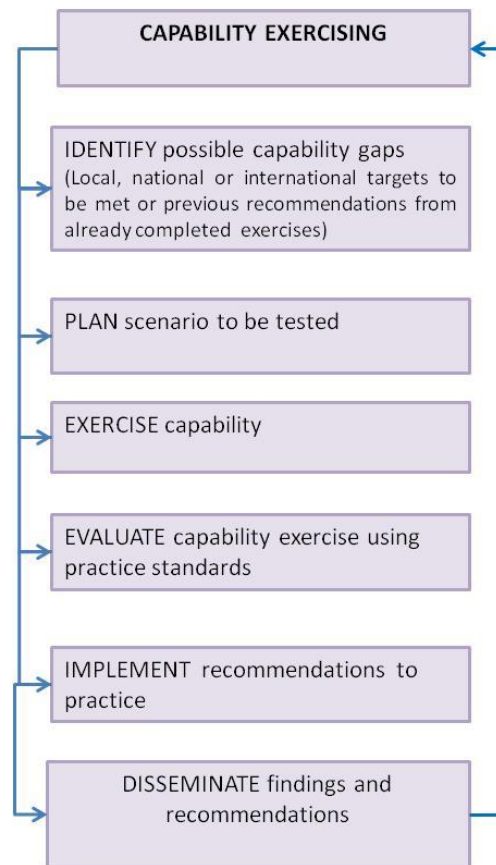 CAPABILITY EXERCISING
IDENTIFY possible capability gaps
(Local, national or international targets to
be met or previous recommendations from
already completed exercises)
PLAN scenario to be tested
EXERCISE capability
EVALUATE capability exercise using
practice standards
IMPLEMENT recommendations to
practice
DISSEMINATE findings and
recommendations